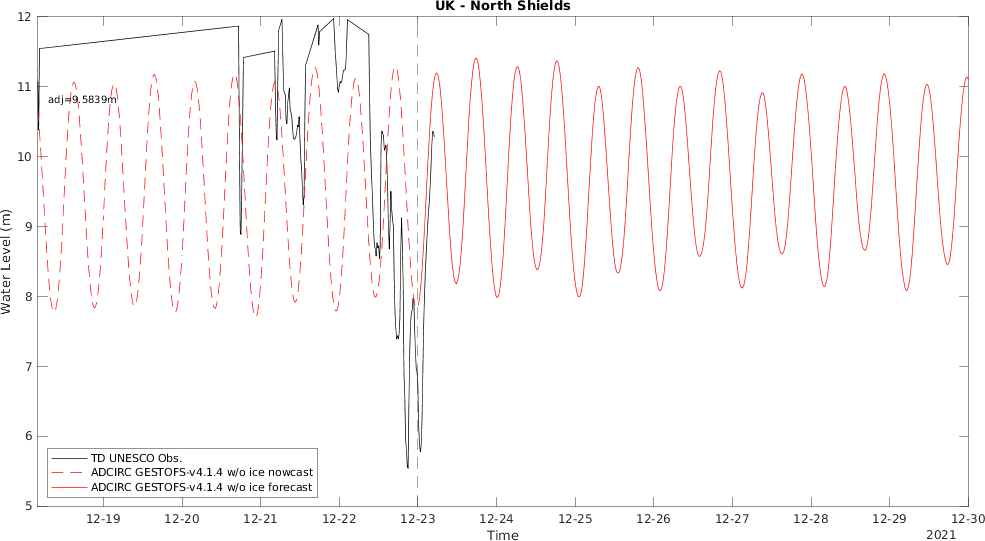 UK - North Shields
12
11
10
9
8
7
6
5
Water Level (m)
adj=9.5839m
TD UNESCO Obs.
ADCIRC GESTOFS-v4.1.4 w/o ice nowcast
ADCIRC GESTOFS-v4.1.4 w/o ice forecast
12-19 12-20 12-21 12-22 12-23 12-24 12-25 12-26 12-27 12-28 12-29 12-30
Time
2021